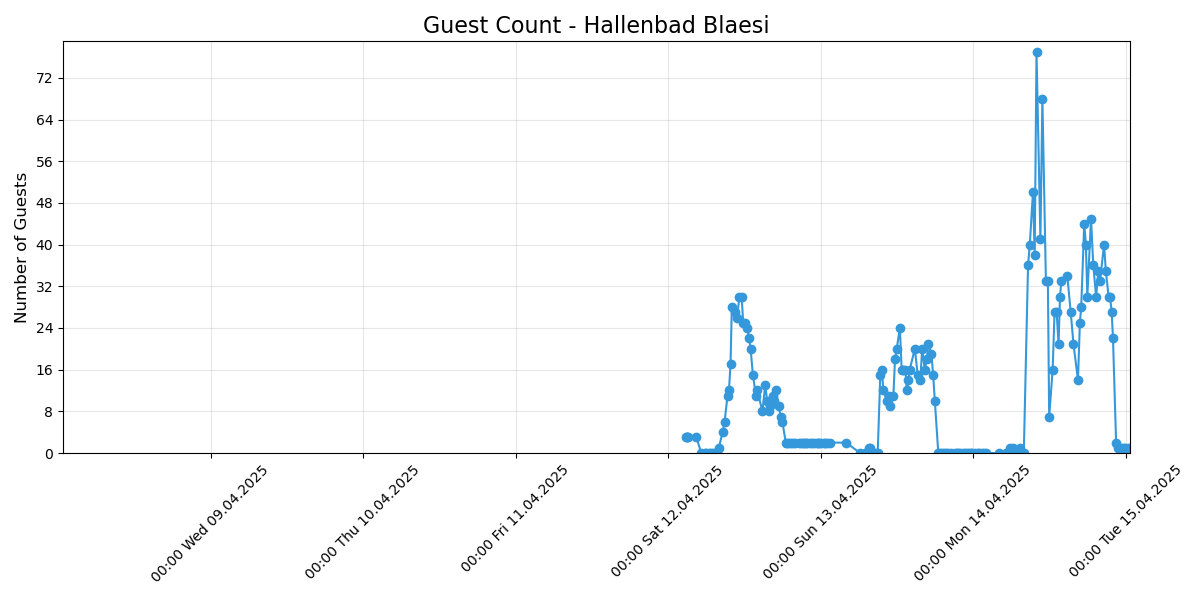 Guest Count - Hallenbad Blaesi
Number of Guests
72
64
56
48
40
32
24
16
8
0
00:00 Wed 09.04.2025
00:00 Thu 10.04.2025
00:00 Fri 11.04.2025
00:00 Sat 12.04.2025
00:00 Sun 13.04.2025
00:00 Mon 14.04.2025
00:00 Tue 15.04.2025